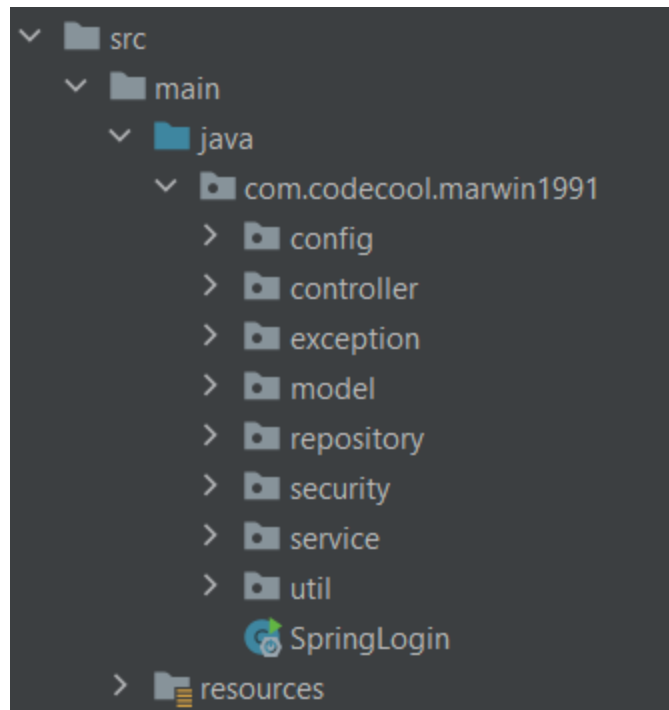 src
main
java
com.codecool.marwin1991
config
controller
exception
model
repository
security
service
util
SpringLogin
resources